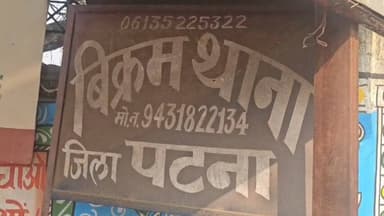 06135225322
बिक्रम थाना
मो.न.9431822134
जिला पटना